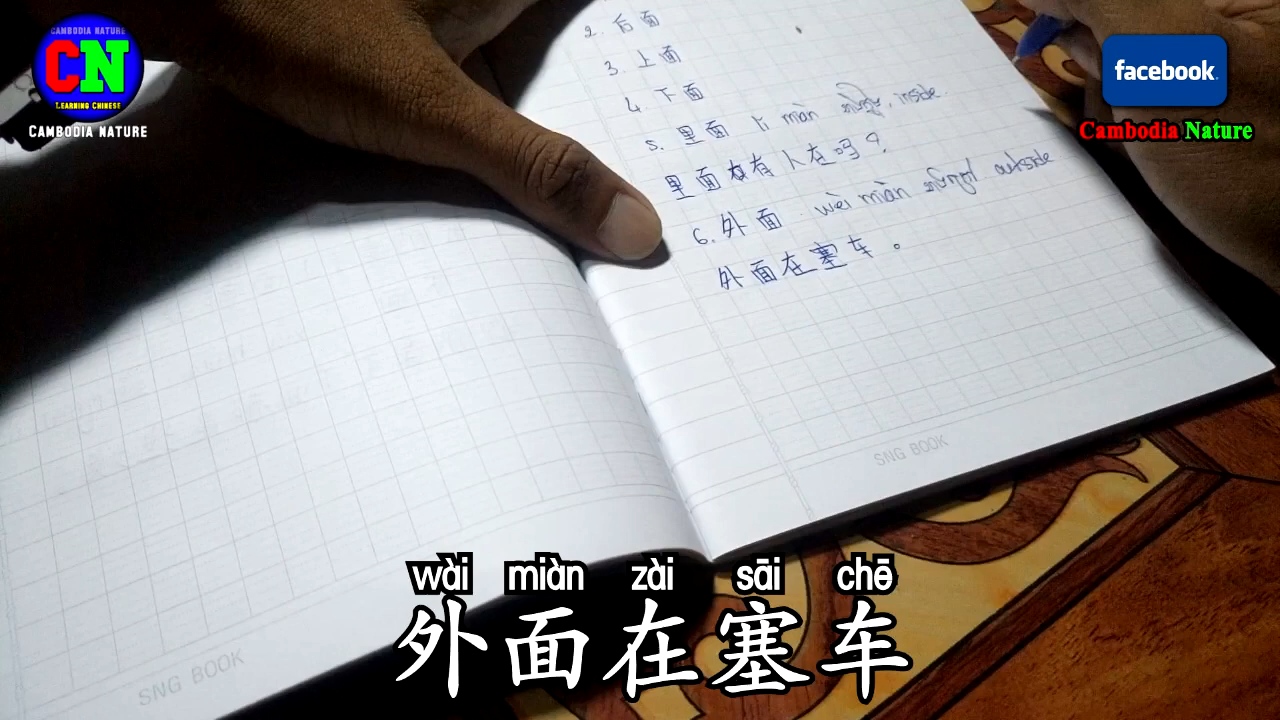 CAMBODIA NATURE
CN
LEARNING CHINESE
CAMBODIA NATURE
facebook
Cambodia Nature
2. 后面
3. 上面
4. 下面
5. 里面 lǐ miàn inside.
里面有人在吗？
6. 外面 wèi miàn outside
外面在塞车。
SNG BOOK
SNG BOOK
wài miàn zài sāi chē
外面在塞车